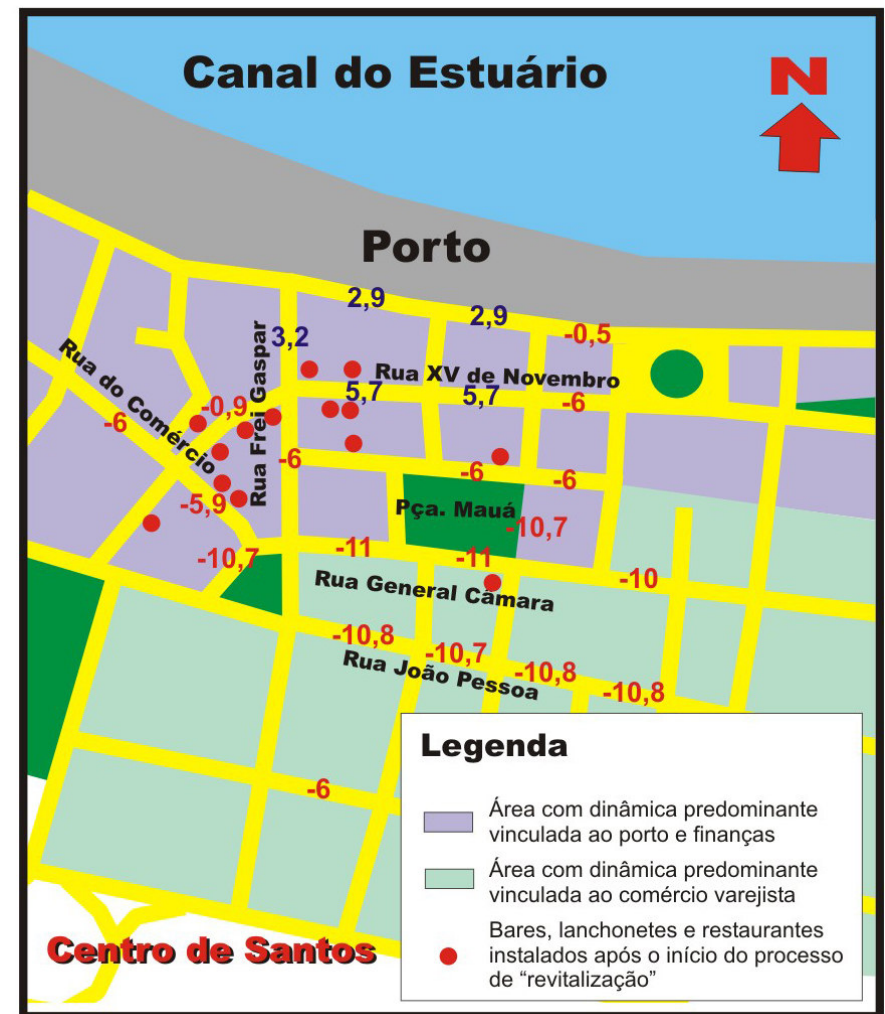 Canal do Estuário
N
Porto
2,9
2,9
-0,5
3,2
Rua Frei Gaspar
Rua XV de Novembro
5,7
5,7
-6
Rua do Comércio
-0,9
-6
-6
-6
-6
-5,9
Pça. Mauá
-10,7
-10,7
-11
-11
-10
Rua General Câmara
-10,8
-10,7
-10,8
-10,8
Rua João Pessoa
-6
Centro de Santos
Legenda
Área com dinâmica predominante
vinculada ao porto e finanças
Área com dinâmica predominante
vinculada ao comércio varejista
Bares, lanchonetes e restaurantes
instalados após o início do processo
de “revitalização”